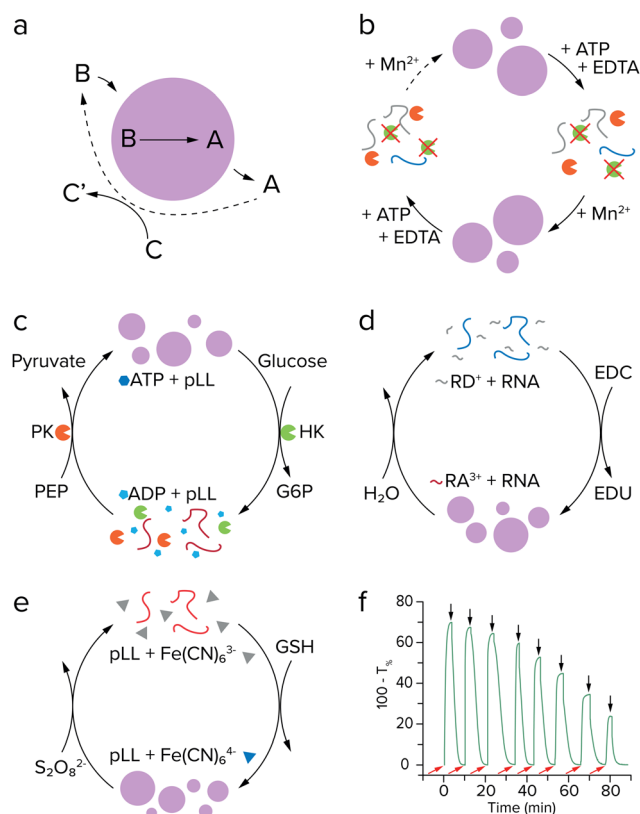 a
B
B
A
A
C'
C
b
+ Mn²⁺
+ ATP
+ EDTA
+ ATP
+ EDTA
+ Mn²⁺
c
Pyruvate
Glucose
ATP + pLL
PK
HK
PEP
ADP + pLL
G6P
d
RD⁺ + RNA
EDC
RA³⁺ + RNA
H₂O
EDU
e
pLL + Fe(CN)₆³⁻
GSH
pLL + Fe(CN)₆⁴⁻
S₂O₈²⁻
f
100 - T%
80
60
40
20
0
0 20 40 60 80
Time (min)